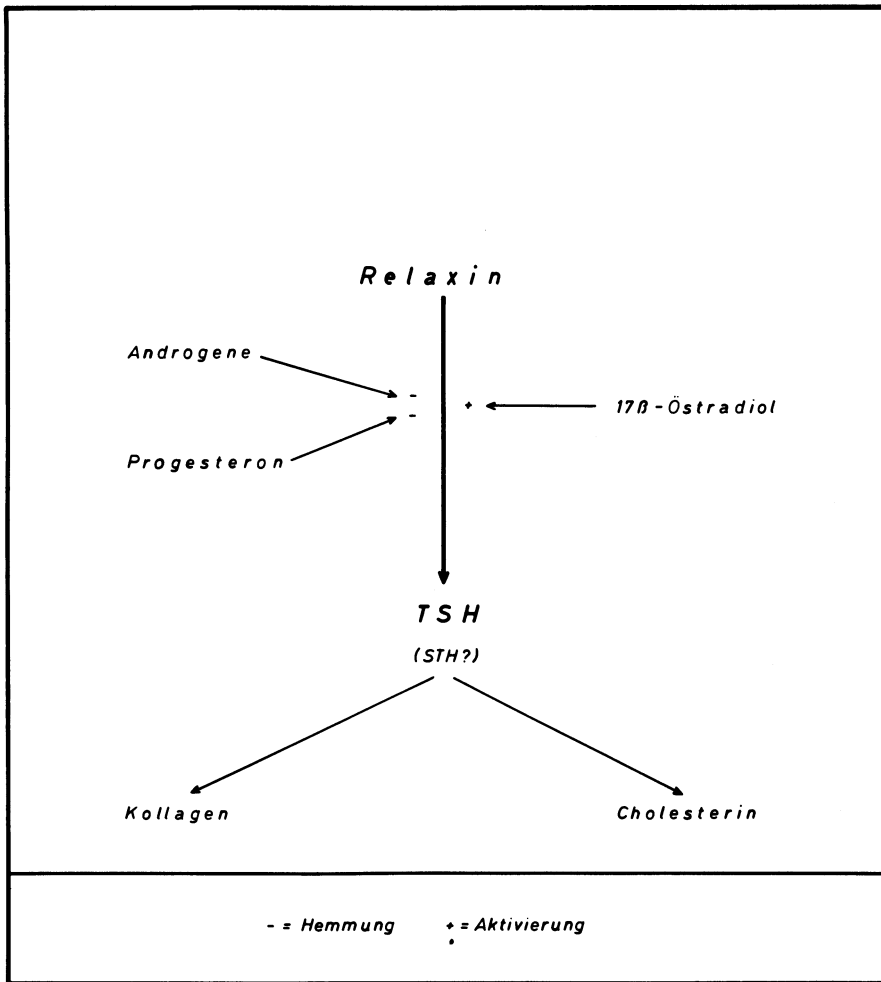 Relaxin
Androgene
-
-
+
17ß-Östradiol
Progesteron
TSH
(STH?)
Kollagen
Cholesterin
- = Hemmung + = Aktivierung